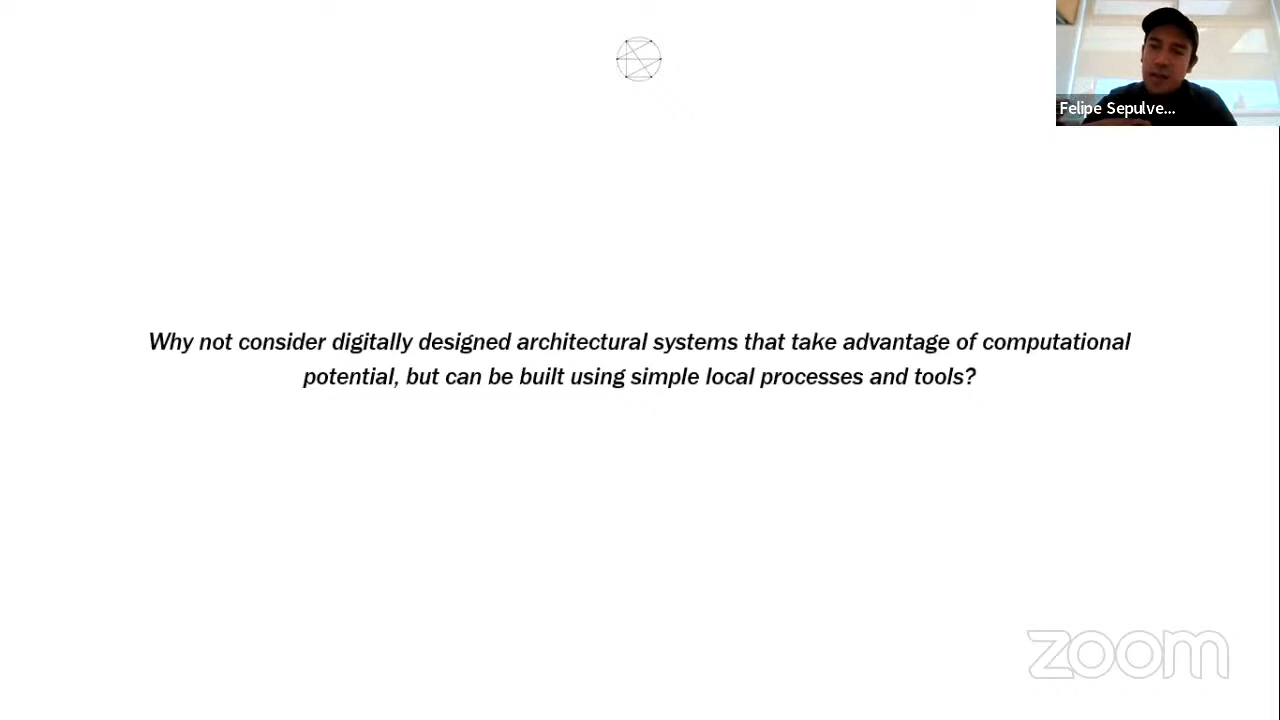 Felipe Sepulve...
Why not consider digitally designed architectural systems that take advantage of computational
potential, but can be built using simple local processes and tools?
zoom